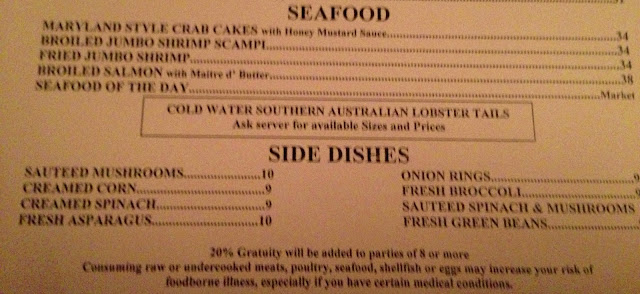 SEAFOOD
MARYLAND STYLE CRAB CAKES with Honey Mustard Sauce 34
BROILED JUMBO SHRIMP SCAMPI 34
FRIED JUMBO SHRIMP 34
BROILED SALMON with Maitre d' Butter 38
SEAFOOD OF THE DAY Market
COLD WATER SOUTHERN AUSTRALIAN LOBSTER TAILS
Ask server for available Sizes and Prices
SIDE DISHES
SAUTEED MUSHROOMS 10
CREAMED CORN 9
CREAMED SPINACH 9
FRESH ASPARAGUS 10
ONION RINGS 9
FRESH BROCCOLI 9
SAUTEED SPINACH & MUSHROOMS
FRESH GREEN BEANS 9
20% Gratuity will be added to parties of 8 or more
Consuming raw or undercooked meats, poultry, seafood, shellfish or eggs may increase your risk of
foodborne illness, especially if you have certain medical conditions.